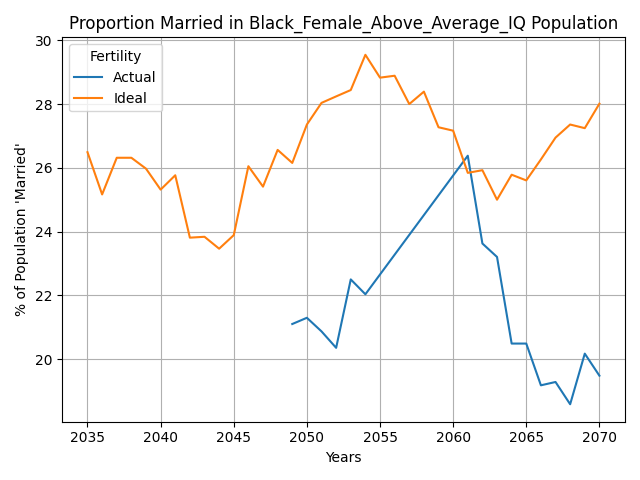 Proportion Married in Black_Female_Above_Average_IQ Population
Fertility
Actual
Ideal
% of Population 'Married'
30
28
26
24
22
20
2035 2040 2045 2050 2055 2060 2065 2070
Years